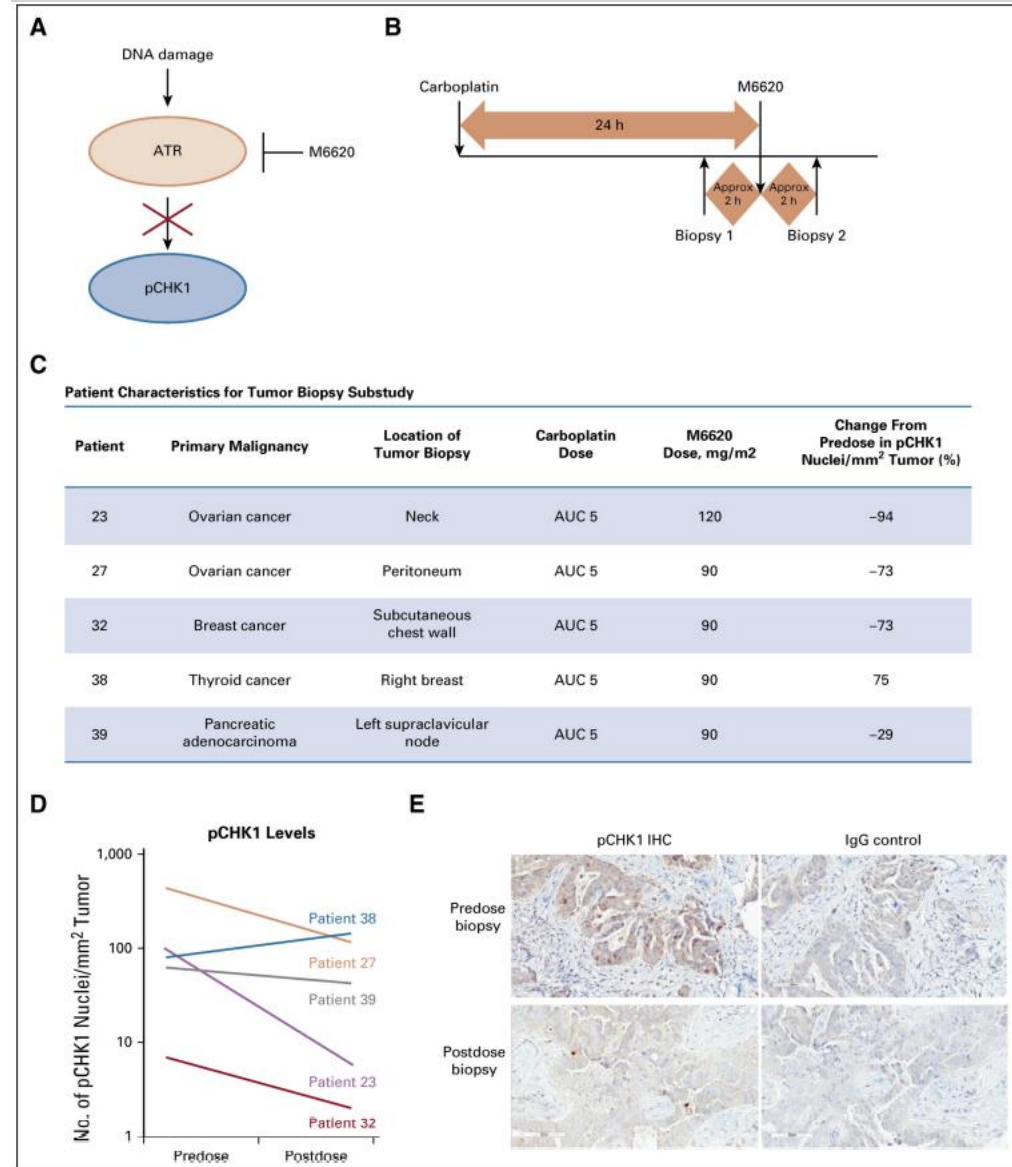 A
DNA damage
ATR
M6620
pCHK1
B
Carboplatin
M6620
24 h
Approx
2 h
Approx
2 h
Biopsy 1
Biopsy 2
C
Patient Characteristics for Tumor Biopsy Substudy
Patient
Primary Malignancy
Location of
Tumor Biopsy
Carboplatin
Dose
M6620
Dose, mg/m2
Change From
Predose in pCHK1
Nuclei/mm² Tumor (%)
23 Ovarian cancer Neck AUC 5 120 –94
27 Ovarian cancer Peritoneum AUC 5 90 –73
32 Breast cancer Subcutaneous
chest wall AUC 5 90 –73
38 Thyroid cancer Right breast AUC 5 90 75
39 Pancreatic
adenocarcinoma Left supraclavicular
node AUC 5 90 –29
D
pCHK1 Levels
No. of pCHK1 Nuclei/mm² Tumor
1,000
100
10
1
Patient 38
Patient 27
Patient 39
Patient 23
Patient 32
Predose
Postdose
E
pCHK1 IHC
IgG control
Predose
biopsy
Postdose
biopsy